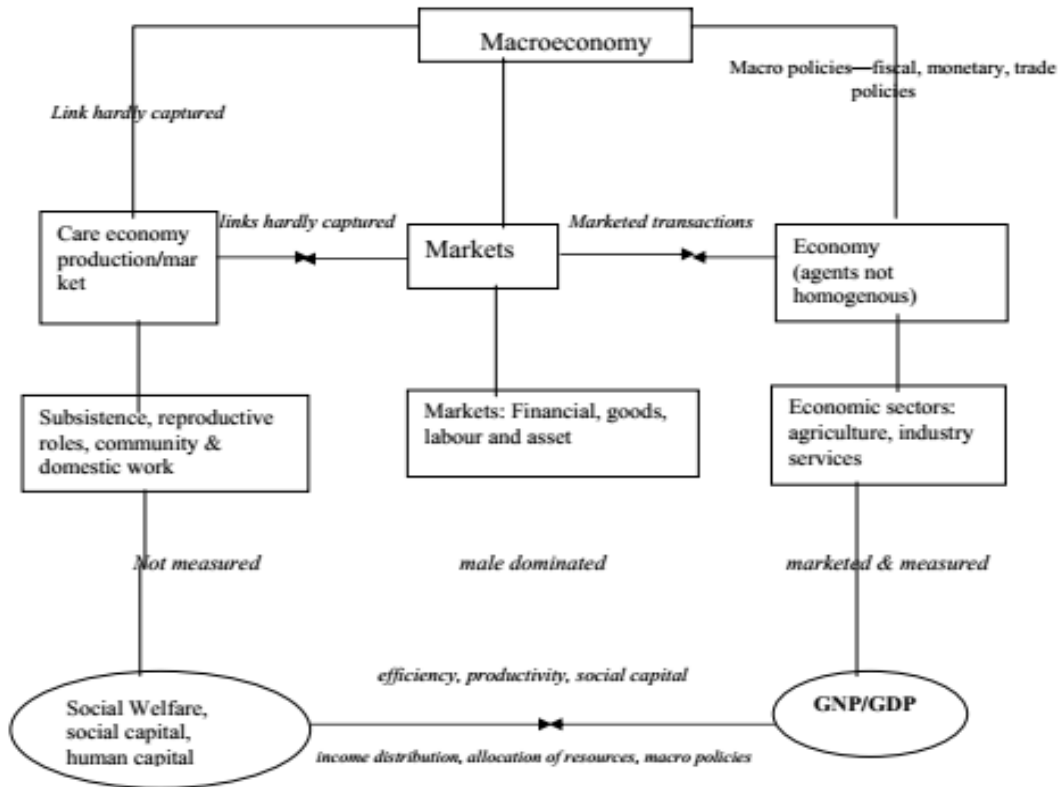 Macroeconomy
Macro policies—fiscal, monetary, trade
policies
Link hardly captured
links hardly captured
Marketed transactions
Care economy
production/mar
ket
Markets
Economy
(agents not
homogenous)
Subsistence, reproductive
roles, community &
domestic work
Markets: Financial, goods,
labour and asset
Economic sectors:
agriculture, industry
services
Not measured
male dominated
marketed & measured
efficiency, productivity, social capital
Social Welfare,
social capital,
human capital
GNP/GDP
income distribution, allocation of resources, macro policies